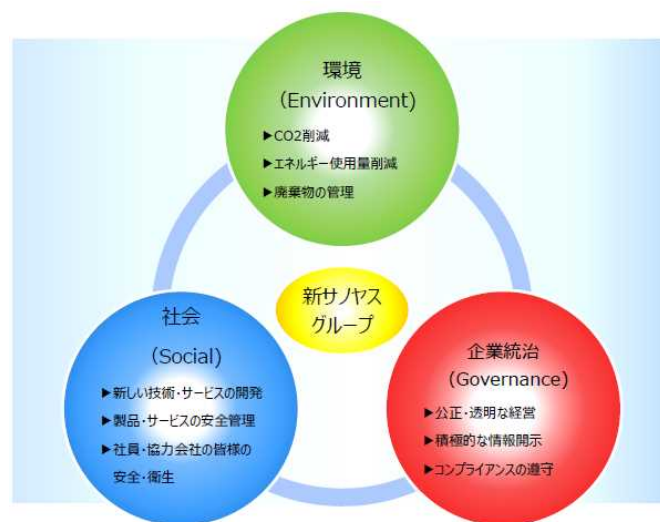 環境
(Environment)
▶CO2削減
▶エネルギー使用量削減
▶廃棄物の管理
新サノヤス
グループ
社会
(Social)
▶新しい技術・サービスの開発
▶製品・サービスの安全管理
▶社員・協力会社の皆様の
安全・衛生
企業統治
(Governance)
▶公正・透明な経営
▶積極的な情報開示
▶コンプライアンスの遵守